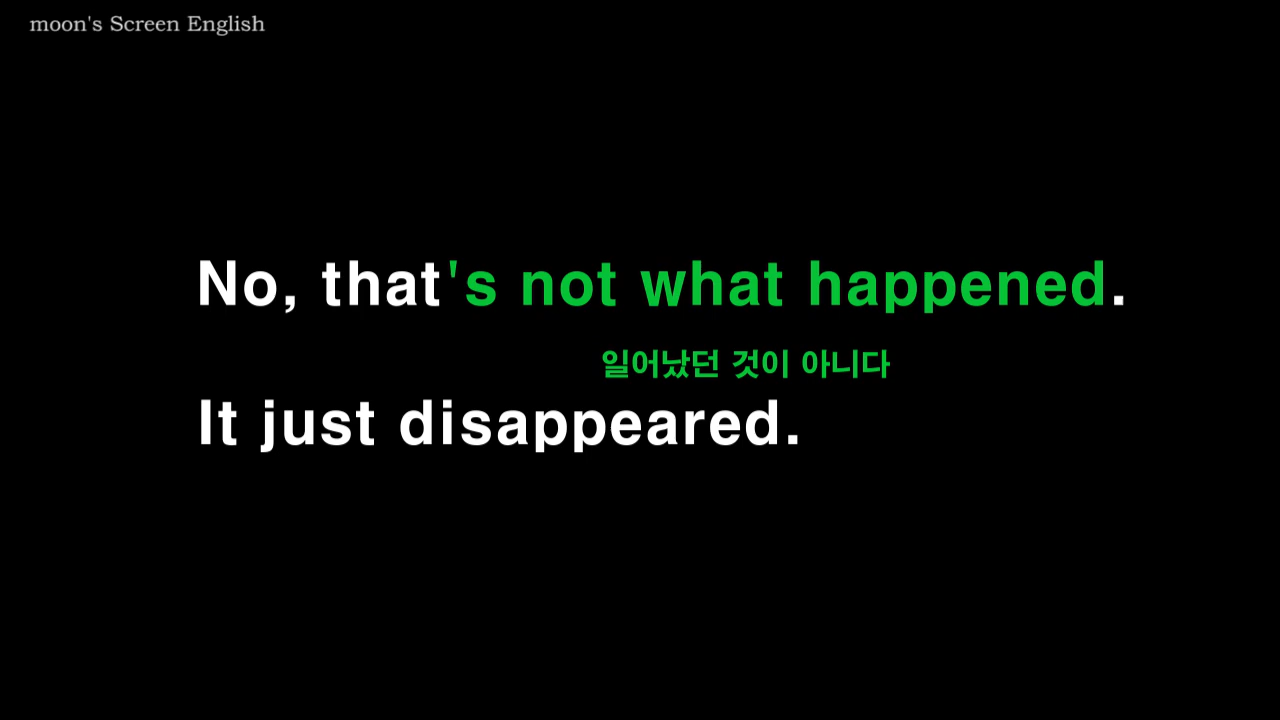 moon's Screen English
No, that's not what happened.
일어났던 것이 아니다
It just disappeared.